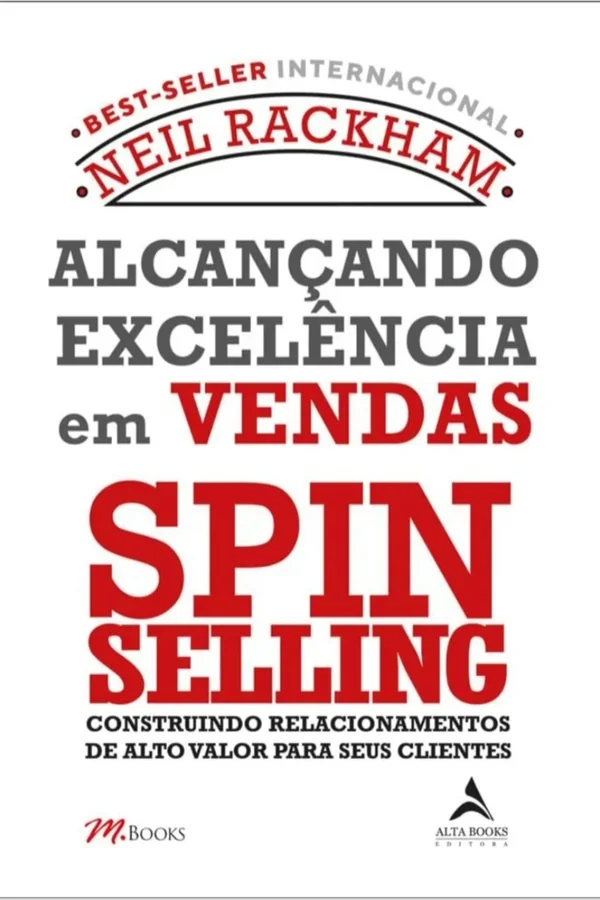 BEST-SELLER INTERNACIONAL
NEIL RACKHAM
ALCANÇANDO
EXCELÊNCIA
em VENDAS
SPIN
SELLING
CONSTRUINDO RELACIONAMENTOS
DE ALTO VALOR PARA SEUS CLIENTES
M.BOOKS
ALTA BOOKS
EDITORA